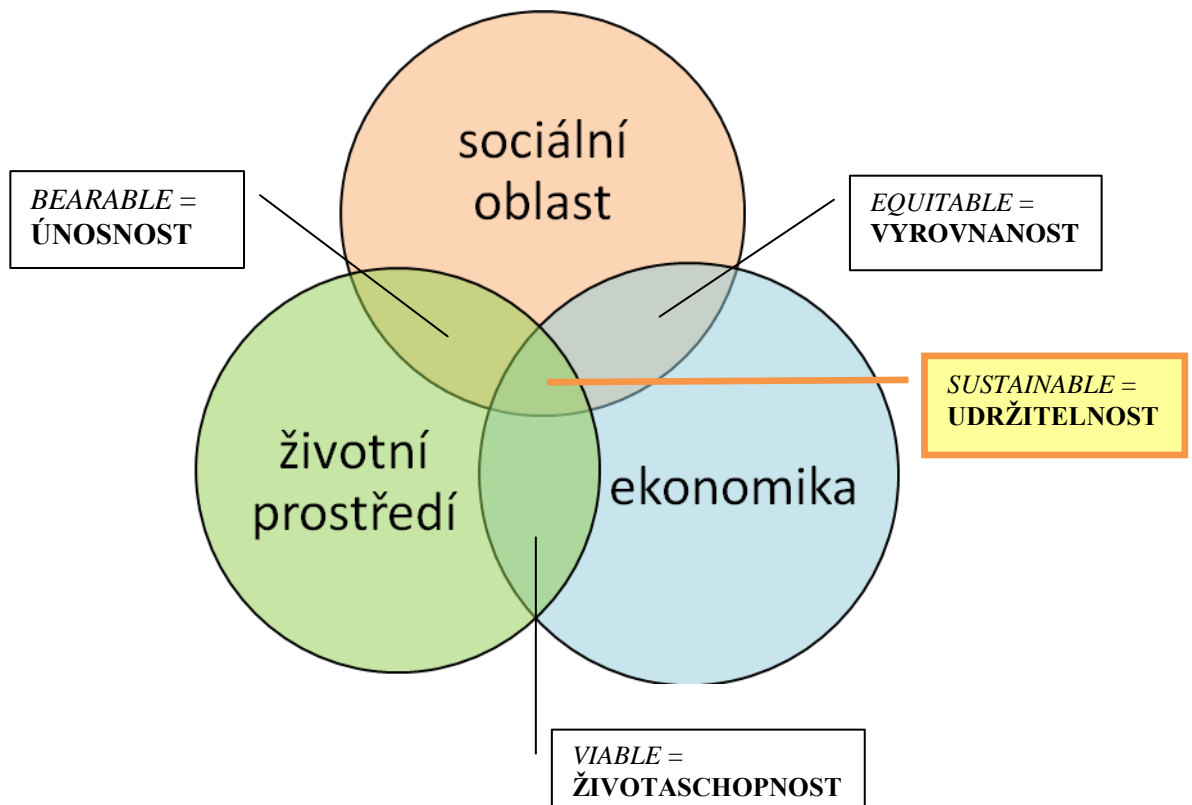 sociální
oblast
BEARABLE =
ÚNOSNOST
EQUITABLE =
VYROVNANOST
SUSTAINABLE =
UDRŽITELNOST
životní
prostředí
ekonomika
VIABLE =
ŽIVOTASCHOPNOST